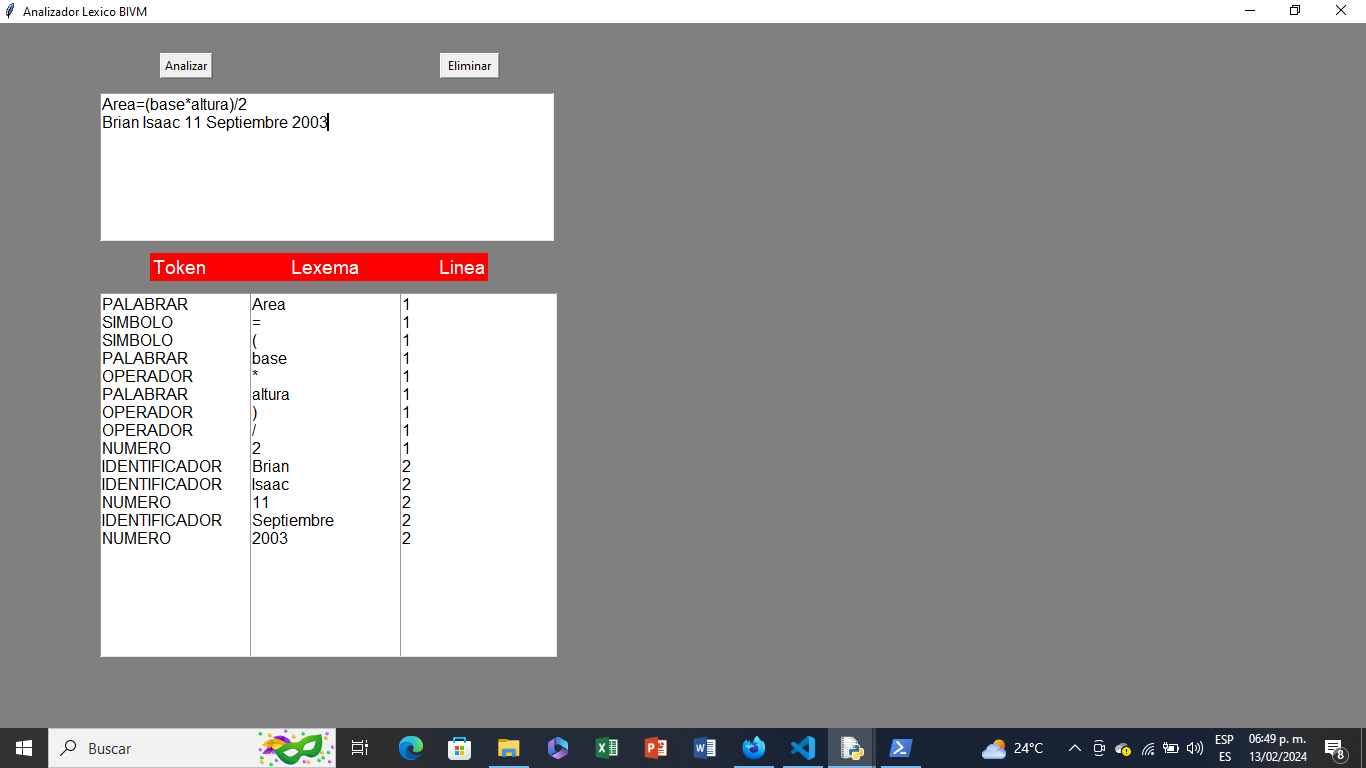 Analizador Lexico BIVM
Analizar
Eliminar
Area=(base*altura)/2
Brian Isaac 11 Septiembre 2003
Token Lexema Linea
PALABRAR Area 1
SIMBOLO = 1
SIMBOLO ( 1
PALABRAR base 1
OPERADOR * 1
PALABRAR altura 1
OPERADOR ) 1
OPERADOR / 1
NUMERO 2 1
IDENTIFICADOR Brian 2
IDENTIFICADOR Isaac 2
NUMERO 11 2
IDENTIFICADOR Septiembre 2
NUMERO 2003 2
Buscar
24°C
ESP
ES
06:49 p. m.
13/02/2024
8